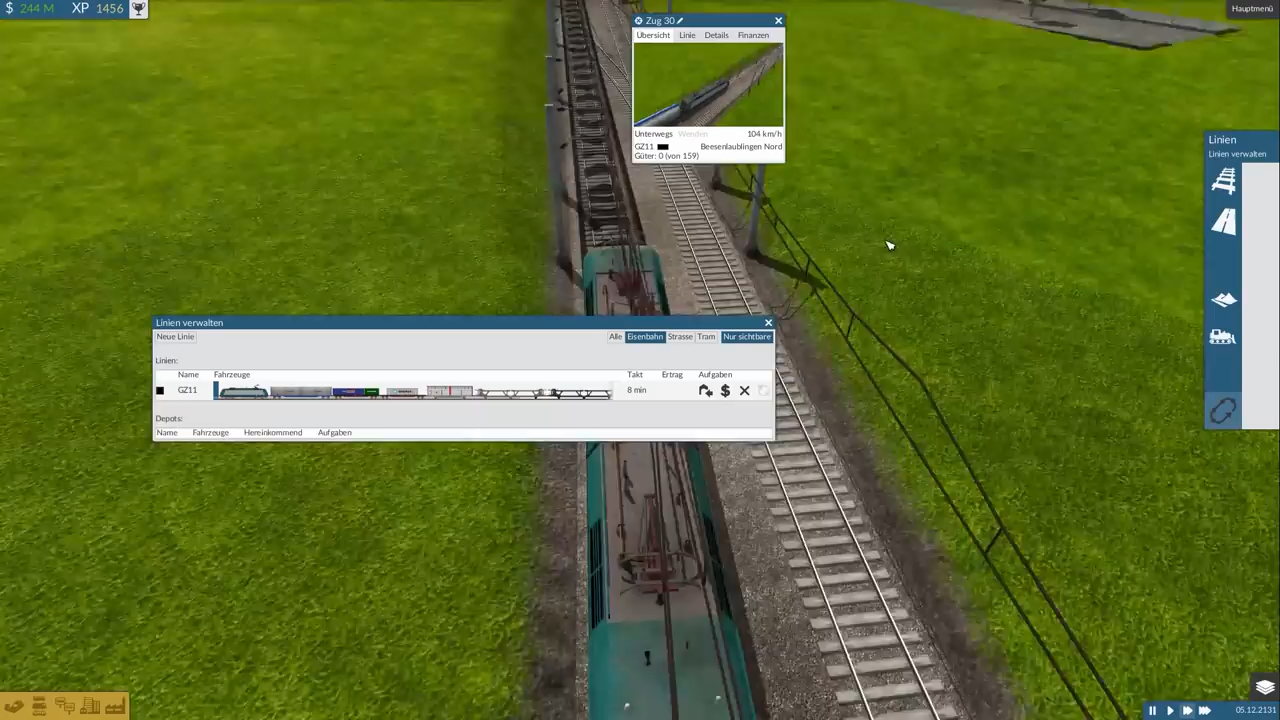 $ 244 M XP 1456
Hauptmenü
Zug 30
Übersicht Linie Details Finanzen
Unterwegs Wenden 104 km/h
GZ11 Beesenlaublingen Nord
Güter: 0 (von 159)
Linien
Linien verwalten
Linien verwalten
Neue Linie Alle Eisenbahn Strasse Tram Nur sichtbare
Linien:
Name Fahrzeuge Takt Ertrag Aufgaben
GZ11 8 min
Depots:
Name Fahrzeuge Hereinkommend Aufgaben
05.12.2131